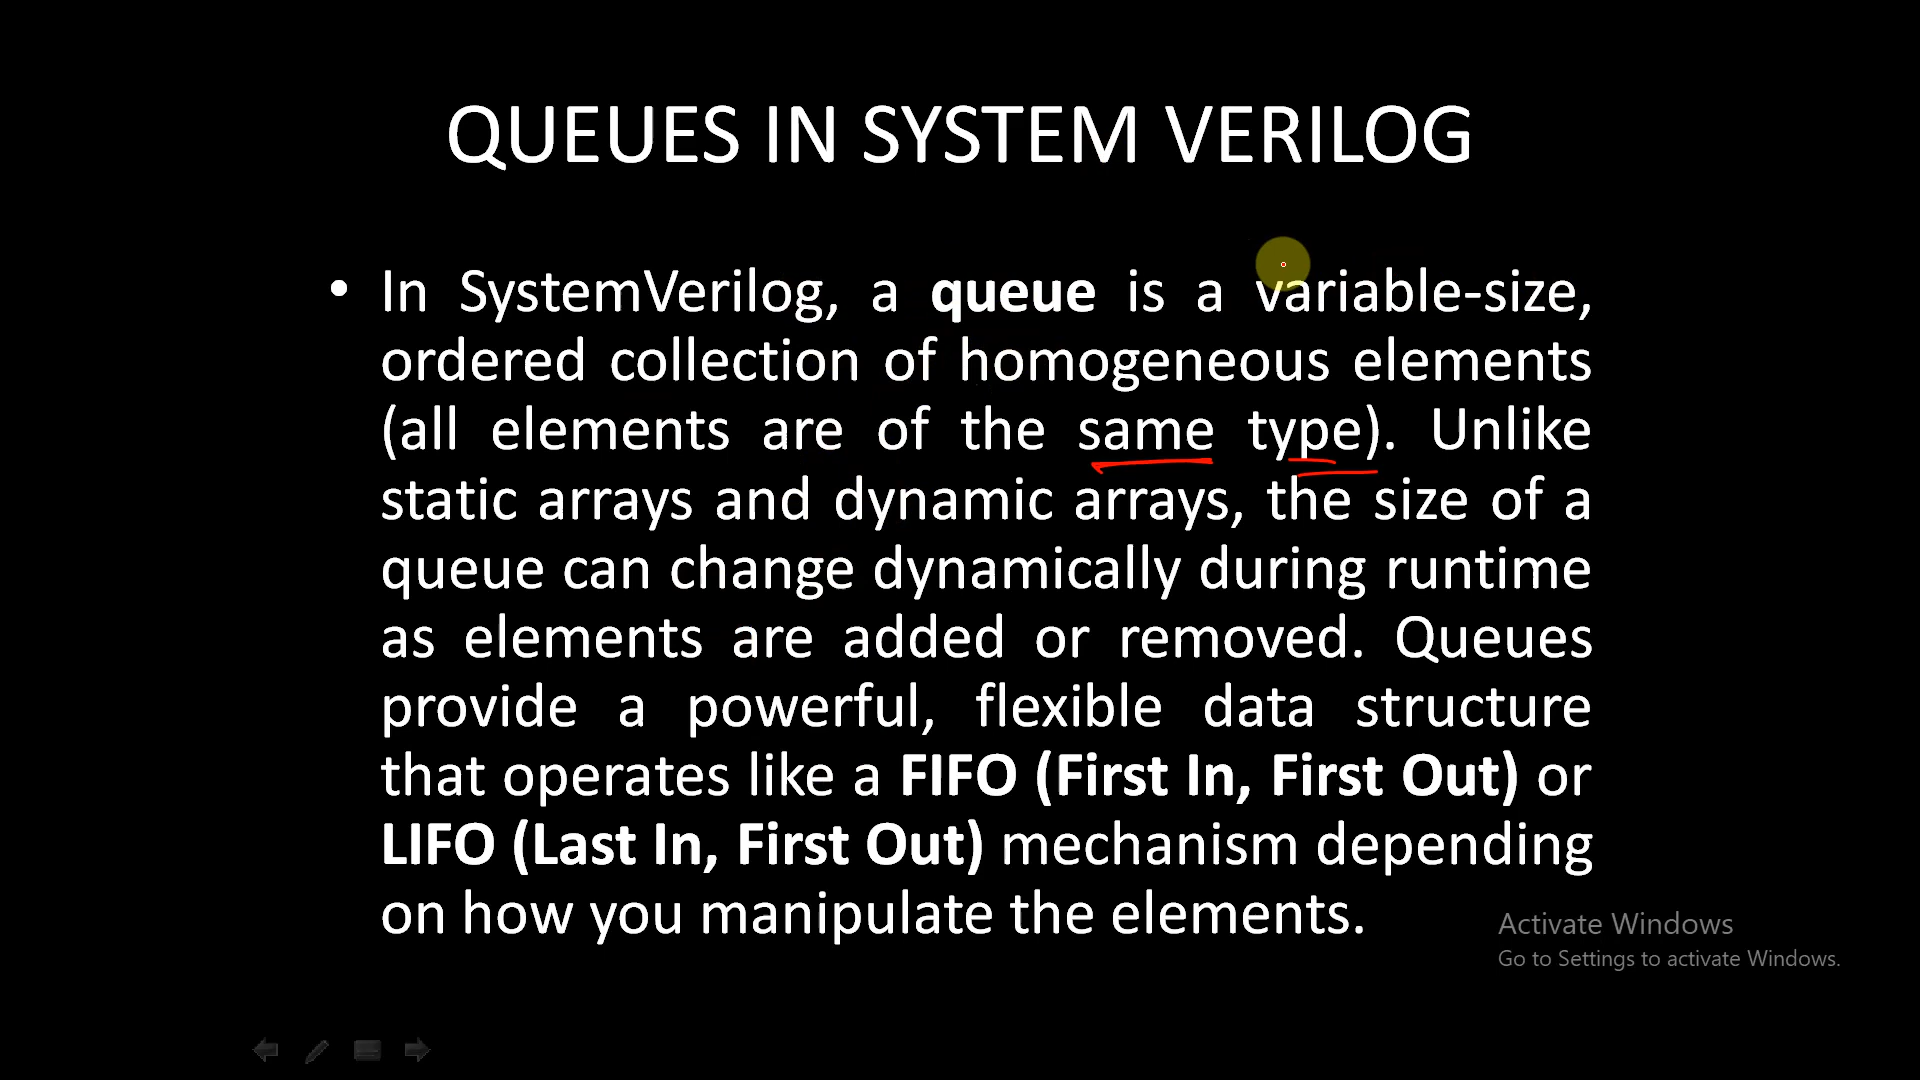 QUEUES IN SYSTEM VERILOG
• In SystemVerilog, a queue is a variable-size,
ordered collection of homogeneous elements
(all elements are of the same type). Unlike
static arrays and dynamic arrays, the size of a
queue can change dynamically during runtime
as elements are added or removed. Queues
provide a powerful, flexible data structure
that operates like a FIFO (First In, First Out) or
LIFO (Last In, First Out) mechanism depending
on how you manipulate the elements.
Activate Windows
Go to Settings to activate Windows.